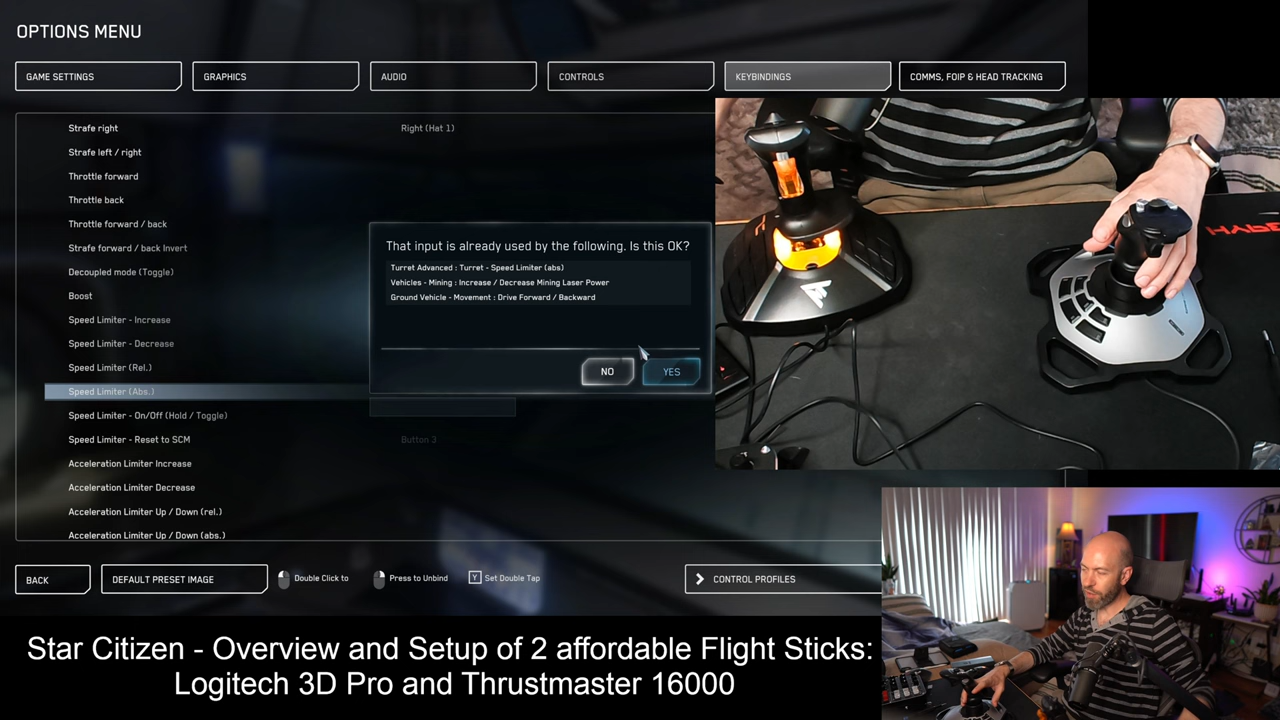 OPTIONS MENU
GAME SETTINGS
GRAPHICS
AUDIO
CONTROLS
KEYBINDINGS
COMMS, FOIP & HEAD TRACKING
Strafe right
Right (Hat 1)
Strafe left / right
Throttle forward
Throttle back
Throttle forward / back
Strafe forward / back Invert
Decoupled mode (Toggle)
Boost
Speed Limiter - Increase
Speed Limiter - Decrease
Speed Limiter (Rel.)
Speed Limiter (Abs.)
Speed Limiter - On/Off (Hold / Toggle)
Speed Limiter - Reset to SCM
Button 3
Acceleration Limiter Increase
Acceleration Limiter Decrease
Acceleration Limiter Up / Down (rel.)
Acceleration Limiter Up / Down (abs.)
That input is already used by the following. Is this OK?
Turret Advanced : Turret - Speed Limiter (abs)
Vehicles - Mining : Increase / Decrease Mining Laser Power
Ground Vehicle - Movement : Drive Forward / Backward
NO
YES
BACK
DEFAULT PRESET IMAGE
Double Click to
Press to Unbind
Y
Set Double Tap
CONTROL PROFILES
Star Citizen - Overview and Setup of 2 affordable Flight Sticks:
Logitech 3D Pro and Thrustmaster 16000